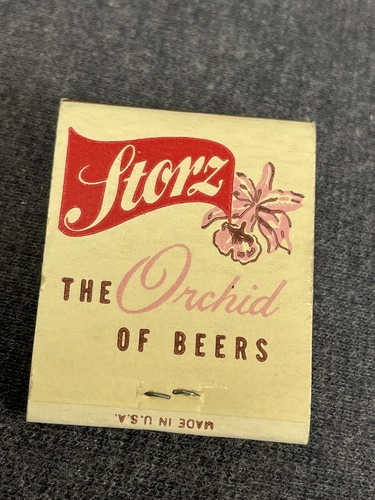 Storz
THE Orchid
OF BEERS
MADE IN U.S.A.